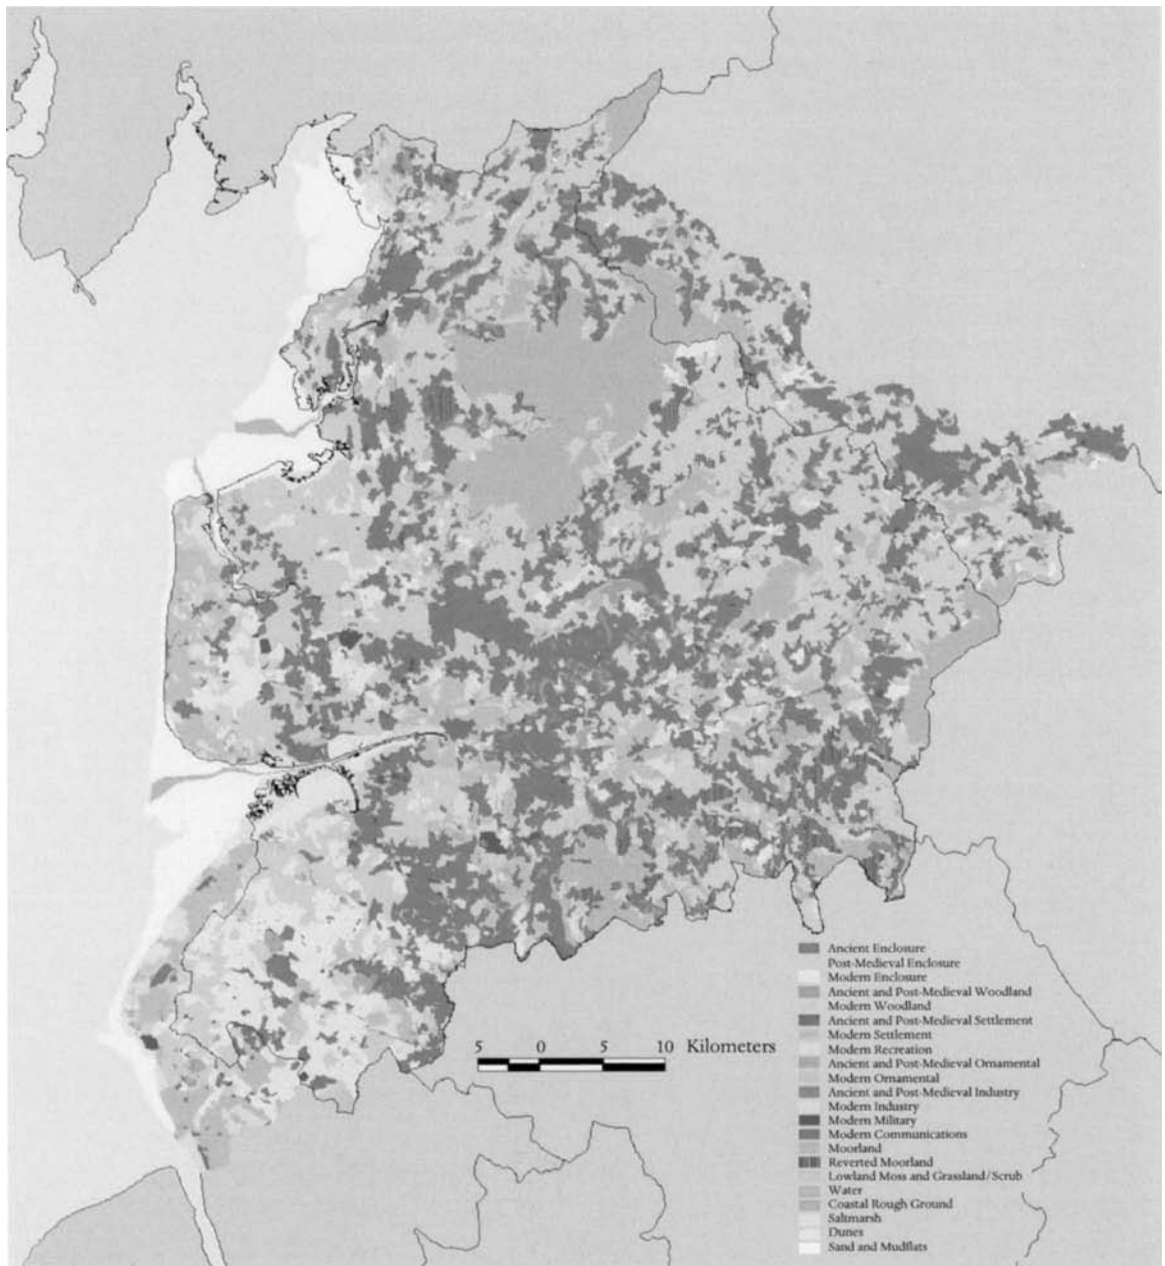 5 0 5 10 Kilometers
Ancient Enclosure
Post-Medieval Enclosure
Modern Enclosure
Ancient and Post-Medieval Woodland
Modern Woodland
Ancient and Post-Medieval Settlement
Modern Settlement
Modern Recreation
Ancient and Post-Medieval Ornamental
Modern Ornamental
Ancient and Post-Medieval Industry
Modern Industry
Modern Military
Modern Communications
Moorland
Reverted Moorland
Lowland Moss and Grassland/Scrub
Water
Coastal Rough Ground
Saltmarsh
Dunes
Sand and Mudflats